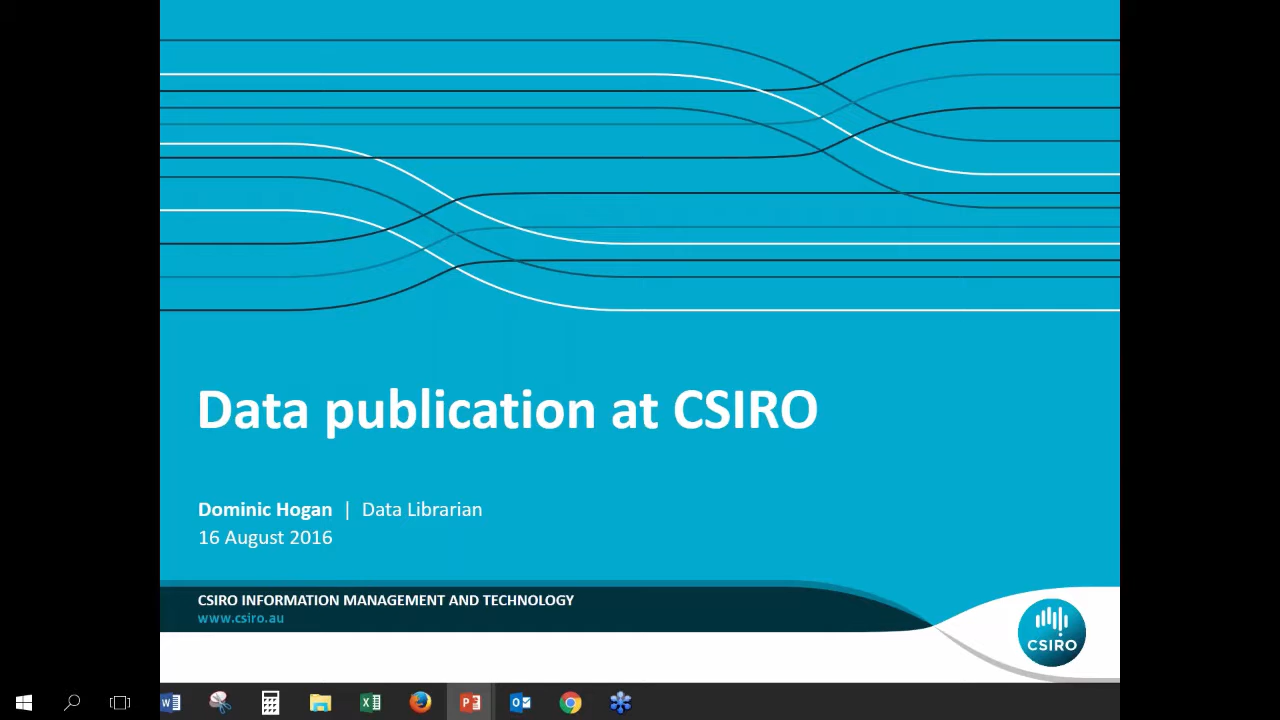 Data publication at CSIRO
Dominic Hogan | Data Librarian
16 August 2016
CSIRO INFORMATION MANAGEMENT AND TECHNOLOGY
www.csiro.au
CSIRO